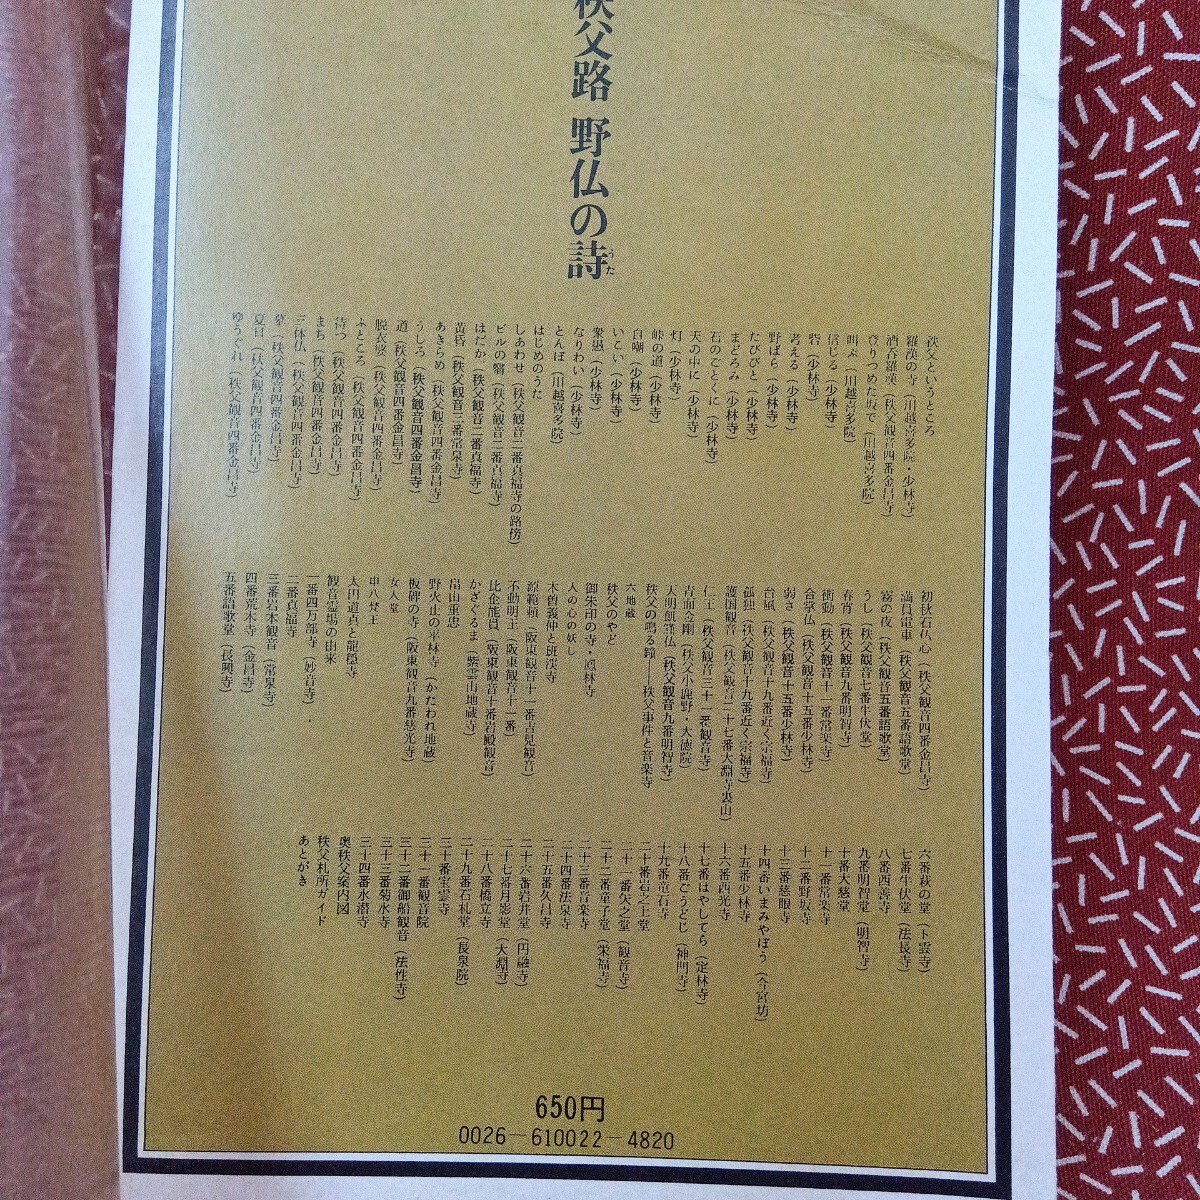 秩父路 野仏の詩
うた
秩父というところ
羅漢の寺（川越喜多院・少林寺）
酒呑羅漢（秩父観音四番金昌寺）
登りつめた坂で（川越喜多院）
叫ぶ（川越喜多院）
信じる（少林寺）
砦（少林寺）
考える（少林寺）
野ばら（少林寺）
たびびと（少林寺）
まどろみ（少林寺）
石のごとくに（少林寺）
天の中に（少林寺）
灯（少林寺）
峠の道（少林寺）
自嘲（少林寺）
いこい（少林寺）
衆愚（少林寺）
なりわい（少林寺）
とんぼ（川越喜多院）
はじめのうた
しあわせ（秩父観音二番真福寺の路傍）
ビルの翳（秩父観音二番真福寺）
はだか（秩父観音二番真福寺）
黄昏（秩父観音三番常泉寺）
あきらめ（秩父観音四番金昌寺）
うしろ（秩父観音四番金昌寺）
道（秩父観音四番金昌寺）
脱衣婆（秩父観音四番金昌寺）
ふところ（秩父観音四番金昌寺）
待つ（秩父観音四番金昌寺）
まち（秩父観音四番金昌寺）
三体仏（秩父観音四番金昌寺）
夢（秩父観音四番金昌寺）
夏日（秩父観音四番金昌寺）
ゆうぐれ（秩父観音四番金昌寺）
初秋石仏心（秩父観音四番金昌寺）
満員電車（秩父観音五番語歌堂）
霧の夜（秩父観音五番語歌堂）
うし（秩父観音七番牛伏堂）
春宵（秩父観音九番明智寺）
衝動（秩父観音十一番常楽寺）
合掌仏（秩父観音十五番少林寺）
弱さ（秩父観音十五番少林寺）
台風（秩父観音十九番近く宗福寺）
孤独（秩父観音十九番近く宗福寺）
護国観音（秩父観音二十七番大淵寺裏山）
仁王（秩父観音三十一番観音寺）
青面金剛（秩父小鹿野・大徳院）
天明飢饉仏（秩父観音九番明智寺）
秩父の鳴る鐘――秩父事件と音楽寺
六地蔵
秩父のやど
御朱印の寺・鳳林寺
人の心の妖し
木曽義仲と班渓寺
源範頼（阪東観音十一番吉見観音）
不動明王（阪東観音十一番）
比企能員（阪東観音十番岩殿観音）
かざぐるま（紫雲山地蔵寺）
畠山重忠
野火止の平林寺（かたわれ地蔵）
板碑の寺（阪東観音九番慈光寺）
女人堂
申八梵王
太田道真と龍穏寺
観音霊場の由来
一番四万部寺（妙音寺）
二番真福寺
三番岩本観音（常泉寺）
四番荒木寺（金昌寺）
五番語歌堂（長興寺）
六番萩の堂（卜雲寺）
七番牛伏堂（法長寺）
八番西善寺
九番明智堂（明智寺）
十番大慈堂
十一番常楽寺
十二番野坂寺
十三番慈眼寺
十四番いまみやぼう（今宮坊）
十五番少林寺
十六番西光寺
十七番はやしてら（定林寺）
十八番ごうどじ（神門寺）
十九番竜石寺
二十番岩之上堂
二十一番矢之堂（観音寺）
二十二番童子堂（栄福寺）
二十三番音楽寺
二十四番法泉寺
二十五番久昌寺
二十六番岩井堂（円融寺）
二十七番月影堂（大淵寺）
二十八番橋立寺
二十九番石札堂（長泉院）
三十番宝雲寺
三十一番観音院
三十二番御船観音（法性寺）
三十三番菊水寺
三十四番水潜寺
奥秩父案内図
秩父札所ガイド
あとがき
650円
0026－610022－4820